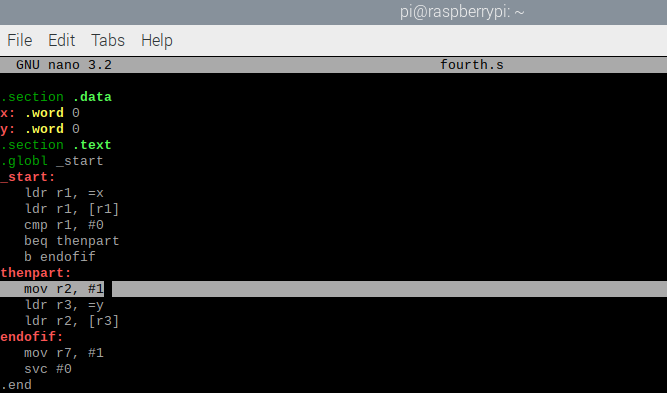 pi@raspberrypi: ~
File Edit Tabs Help
GNU nano 3.2 fourth.s
.section .data
x: .word 0
y: .word 0
.section .text
.globl _start
_start:
ldr r1, =x
ldr r1, [r1]
cmp r1, #0
beq thenpart
b endofif
thenpart:
mov r2, #1
ldr r3, =y
ldr r2, [r3]
endofif:
mov r7, #1
svc #0
.end